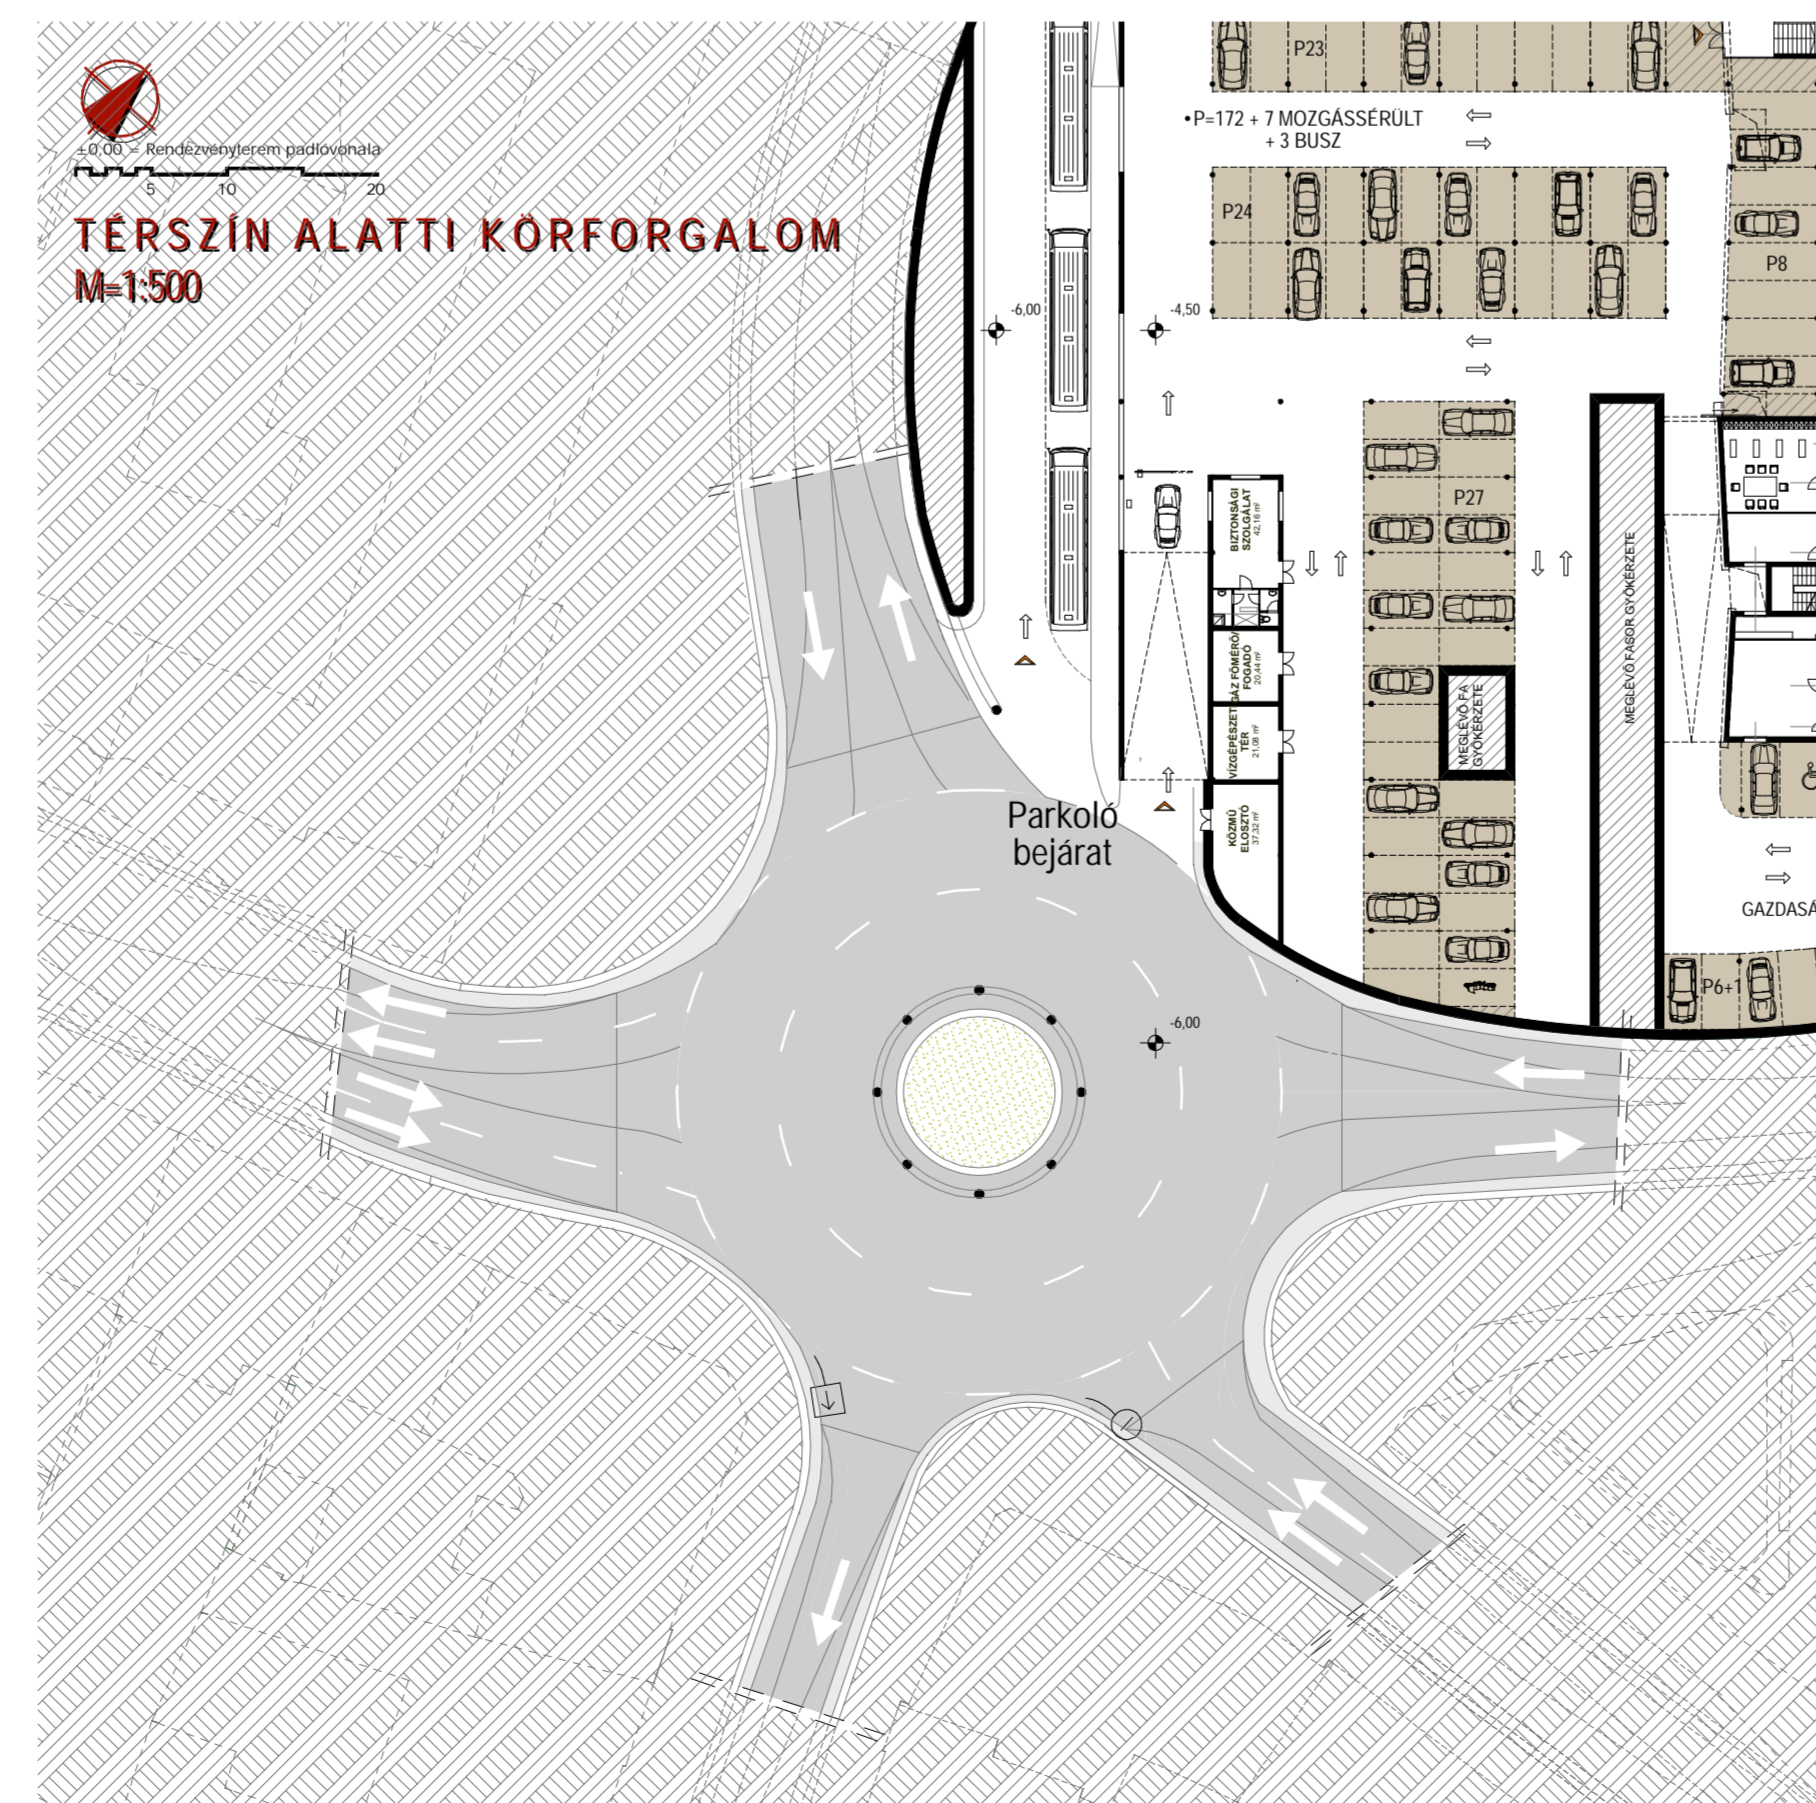 ±0,00 = Rendezvényterem padlóvonala
5 10 20
TÉRSZÍN ALATTI KÖRFORGALOM
M=1:500
P23
•P=172 + 7 MOZGÁSSÉRÜLT
+ 3 BUSZ
P24
P8
-6,00
-4,50
P27
BIZTONSÁGI
SZOLGÁLAT
42,16 m²
GÁZ FŐMÉRŐ/
FOGADÓ
20,44 m²
VÍZGÉPÉSZET
TÉR
21,08 m²
KÖZMŰ
ELOSZTÓ
37,32 m²
MEGLÉVŐ FA
GYÖKÉRZETE
MEGLÉVŐ FASOR GYÖKÉRZETE
Parkoló
bejárat
GAZDASÁ
P6+1
-6,00